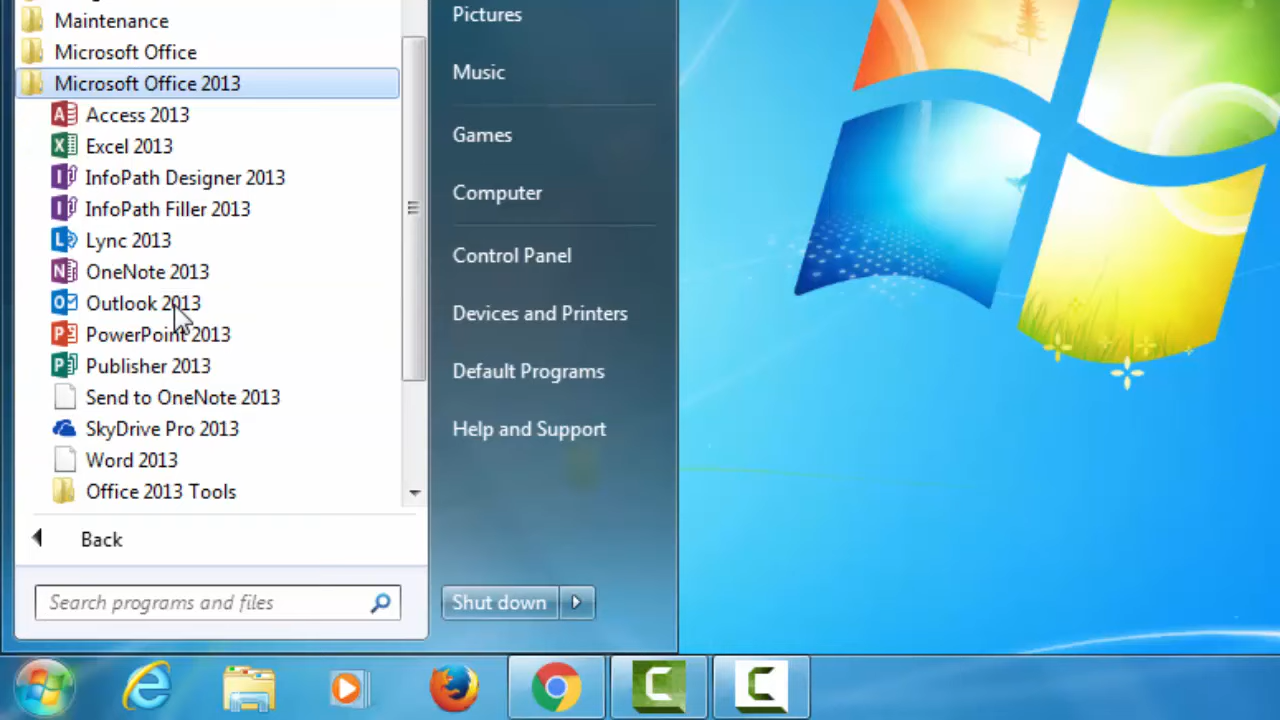 Maintenance
Microsoft Office
Microsoft Office 2013
Access 2013
Excel 2013
InfoPath Designer 2013
InfoPath Filler 2013
Lync 2013
OneNote 2013
Outlook 2013
PowerPoint 2013
Publisher 2013
Send to OneNote 2013
SkyDrive Pro 2013
Word 2013
Office 2013 Tools
Back
Search programs and files
Pictures
Music
Games
Computer
Control Panel
Devices and Printers
Default Programs
Help and Support
Shut down